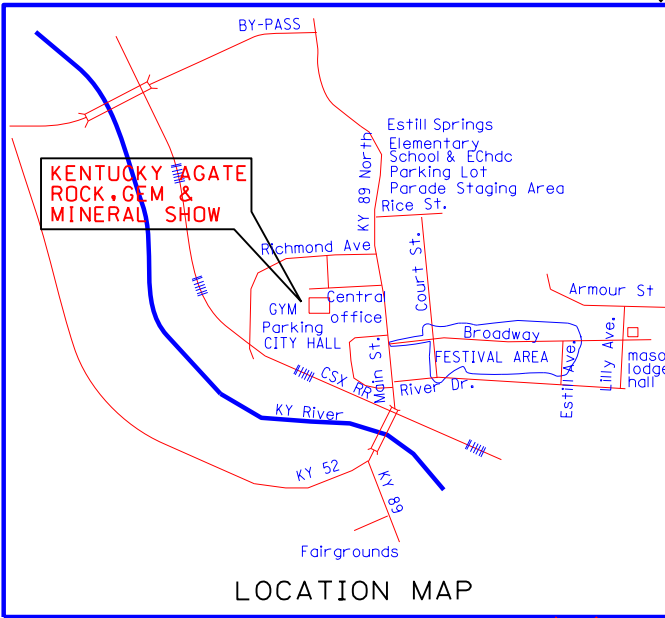 BY-PASS
Estill Springs
Elementary
School & EChdc
Parking Lot
Parade Staging Area
KY 89 North
Rice St.
KENTUCKY AGATE
ROCK, GEM &
MINERAL SHOW
Richmond Ave
Court St.
Armour St
GYM
Central
office
Parking
CITY HALL
Main St.
Broadway
FESTIVAL AREA
Estill Ave.
Lilly Ave.
maso
lodge
hall
CSX RR
River Dr.
KY River
KY 52
KY 89
Fairgrounds
LOCATION MAP